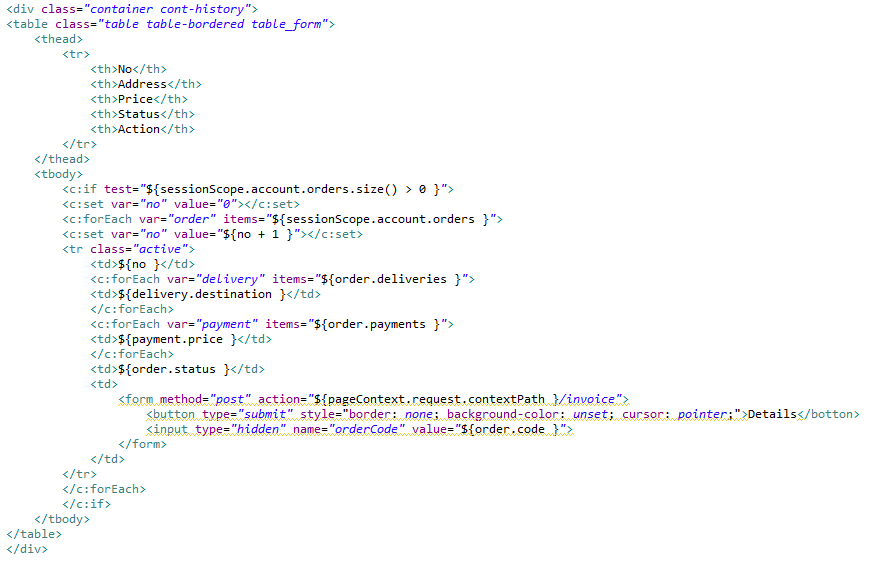 <div class="container cont-history">
<table class="table table-bordered table_form">
    <thead>
        <tr>
            <th>No</th>
            <th>Address</th>
            <th>Price</th>
            <th>Status</th>
            <th>Action</th>
        </tr>
    </thead>
    <tbody>
        <c:if test="${sessionScope.account.orders.size() > 0 }">
        <c:set var="no" value="0"></c:set>
        <c:forEach var="order" items="${sessionScope.account.orders }">
        <c:set var="no" value="${no + 1 }"></c:set>
        <tr class="active">
            <td>${no }</td>
            <c:forEach var="delivery" items="${order.deliveries }">
            <td>${delivery.destination }</td>
            </c:forEach>
            <c:forEach var="payment" items="${order.payments }">
            <td>${payment.price }</td>
            </c:forEach>
            <td>${order.status }</td>
            <td>
                <form method="post" action="${pageContext.request.contextPath }/invoice">
                    <button type="submit" style="border: none; background-color: unset; cursor: pointer;">Details</botton>
                    <input type="hidden" name="orderCode" value="${order.code }">
                </form>
            </td>
        </tr>
        </c:forEach>
        </c:if>
    </tbody>
</table>
</div>